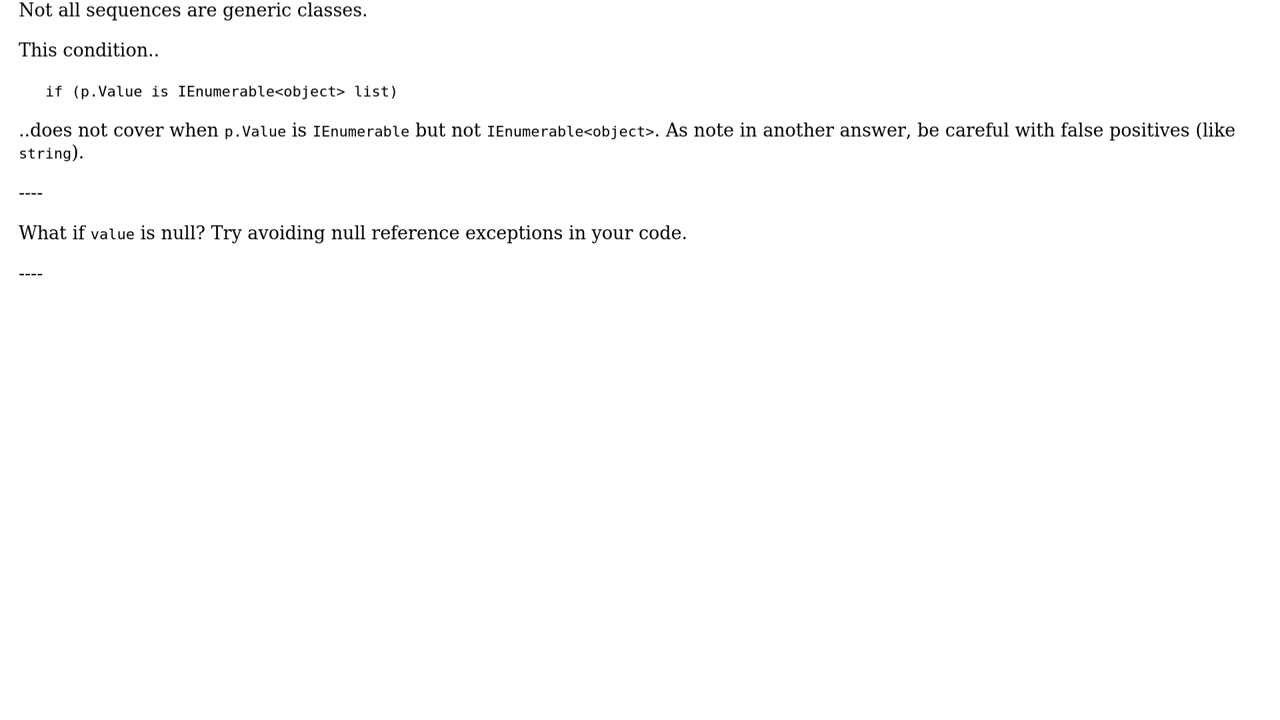 Not all sequences are generic classes.
This condition..
if (p.Value is IEnumerable<object> list)
..does not cover when p.Value is IEnumerable but not IEnumerable<object>. As note in another answer, be careful with false positives (like
string).
----
What if value is null? Try avoiding null reference exceptions in your code.
----